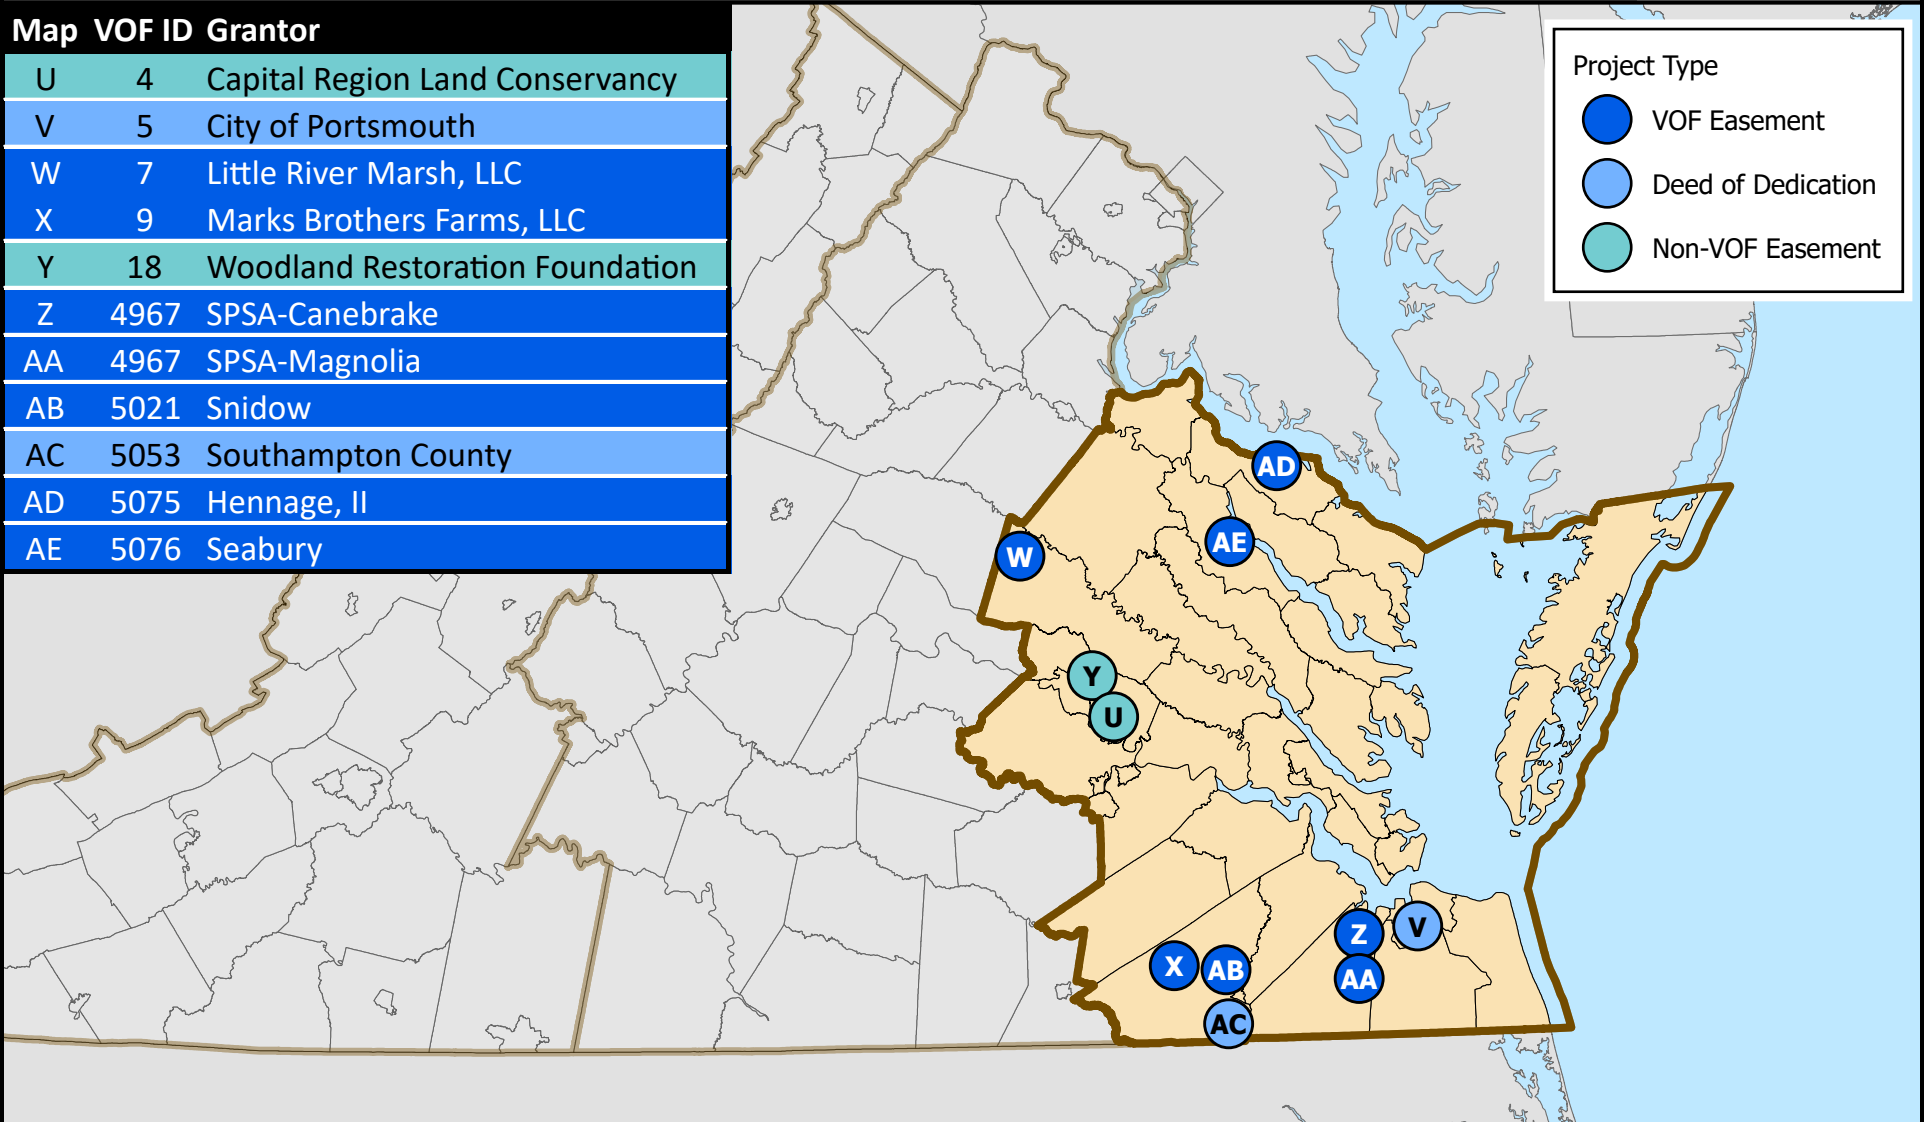 Map VOF ID Grantor
U 4 Capital Region Land Conservancy
V 5 City of Portsmouth
W 7 Little River Marsh, LLC
X 9 Marks Brothers Farms, LLC
Y 18 Woodland Restoration Foundation
Z 4967 SPSA-Canebrake
AA 4967 SPSA-Magnolia
AB 5021 Snidow
AC 5053 Southampton County
AD 5075 Hennage, II
AE 5076 Seabury
Project Type
VOF Easement
Deed of Dedication
Non-VOF Easement
AD
AE
W
Y
U
V
Z
X
AB
AA
AC